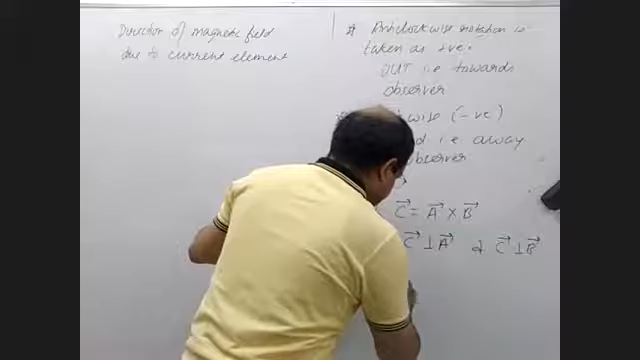 Direction of magnetic field
due to current element
* Anticlockwise rotation is
taken as +ve.
OUT i.e towards
observer
wise (-ve)
i.e away
observer
C⃗ = A⃗ × B⃗
C⃗ ⊥ A⃗ & C⃗ ⊥ B⃗